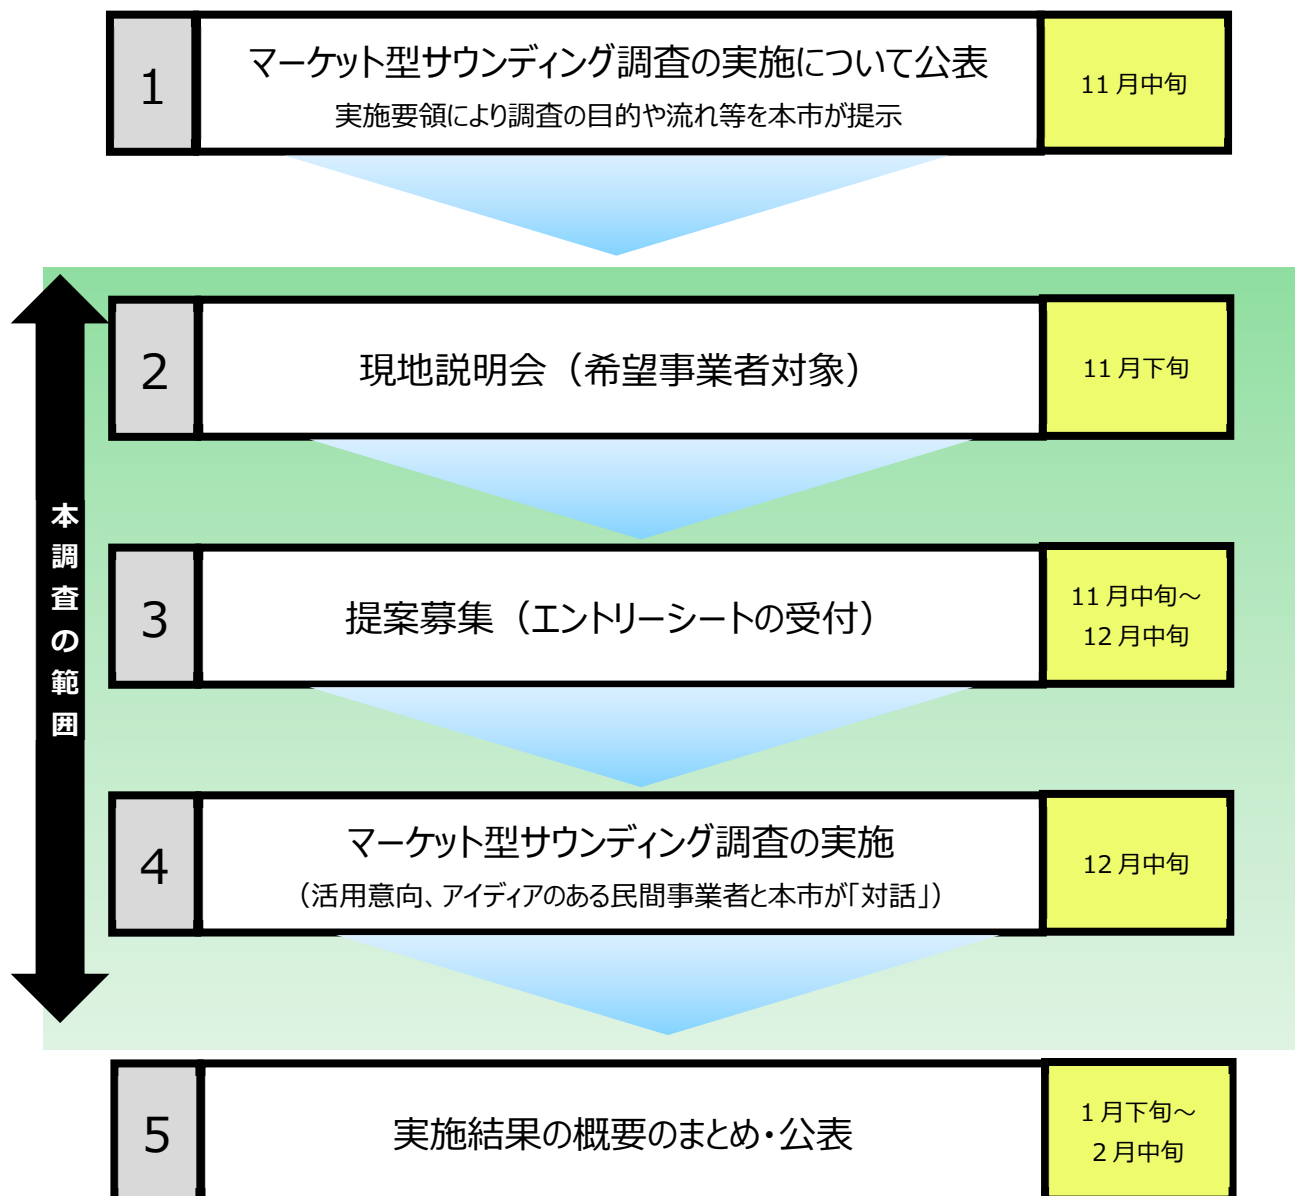 1
マーケット型サウンディング調査の実施について公表
実施要領により調査の目的や流れ等を本市が提示
11月中旬
本調査の範囲
2
現地説明会（希望事業者対象）
11月下旬
3
提案募集（エントリーシートの受付）
11月中旬～
12月中旬
4
マーケット型サウンディング調査の実施
（活用意向、アイディアのある民間事業者と本市が「対話」）
12月中旬
5
実施結果の概要のまとめ・公表
1月下旬～
2月中旬